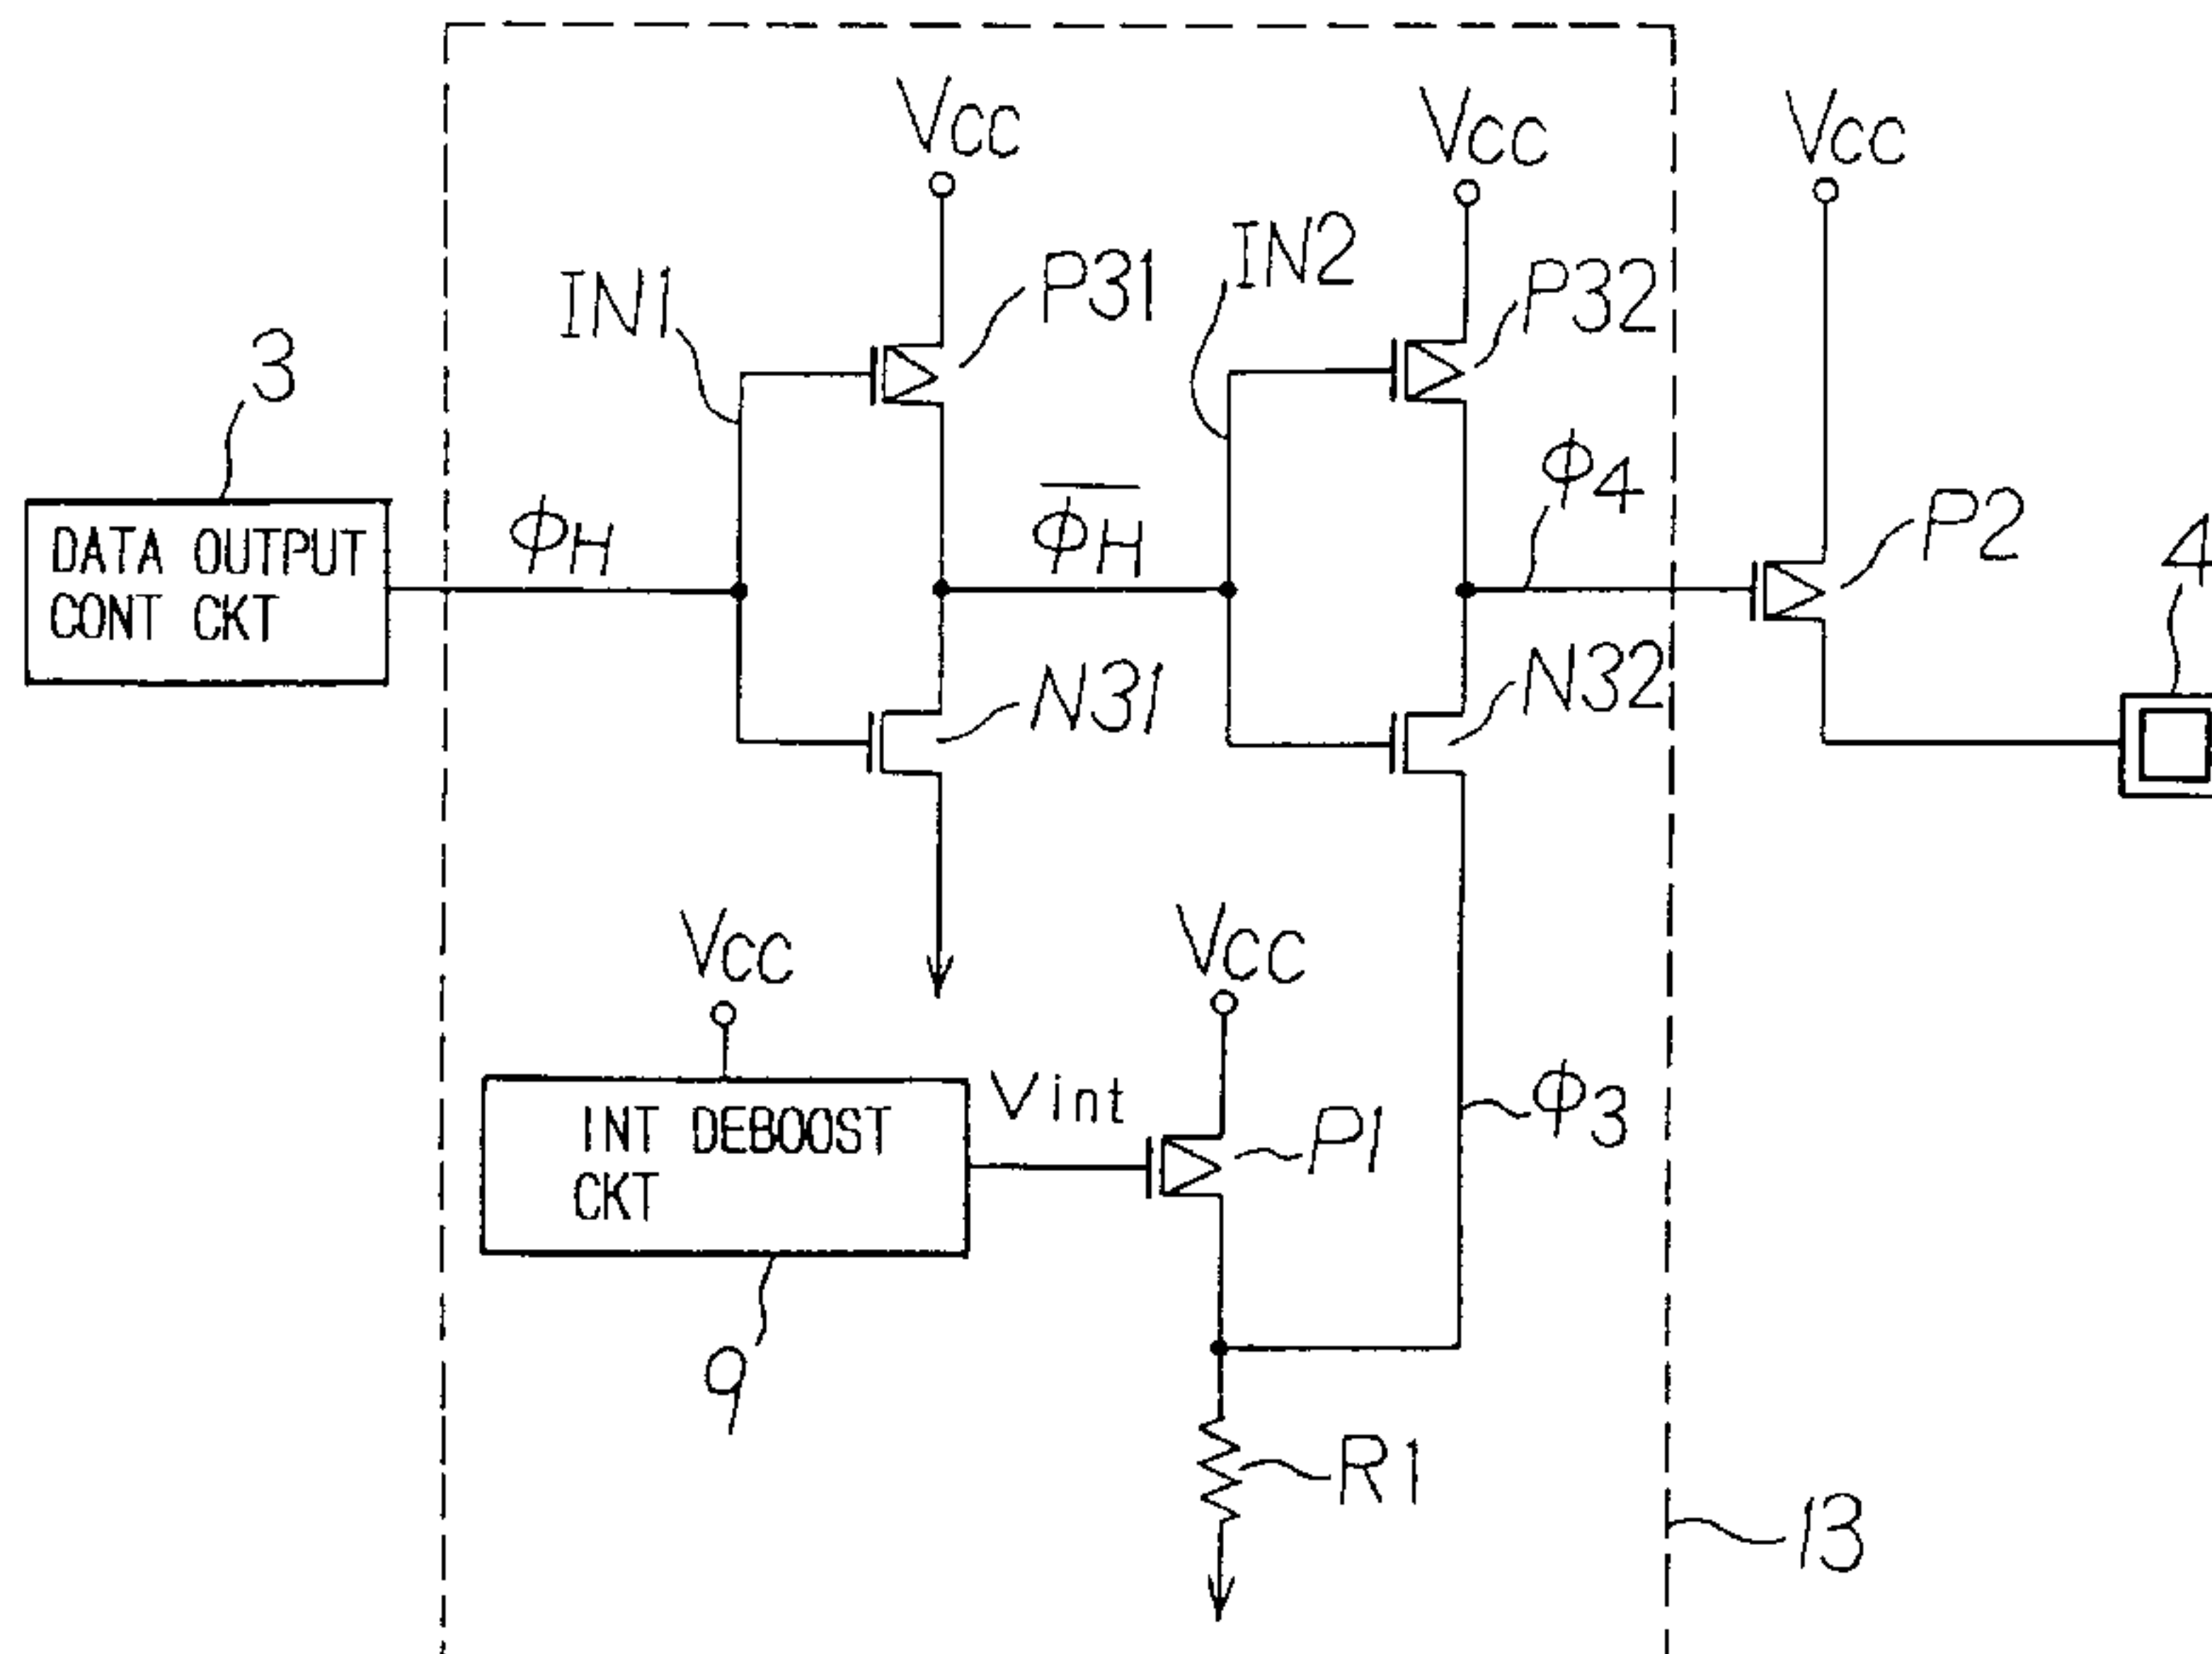 Vcc
Vcc
Vcc
IN1
P31
IN2
P32
3
DATA OUTPUT
CONT CKT
ΦH
Φ̅H̅
Φ4
P2
4
N31
N32
Vcc
Vcc
INT DEBOOST
CKT
Vint
P1
Φ3
9
R1
13